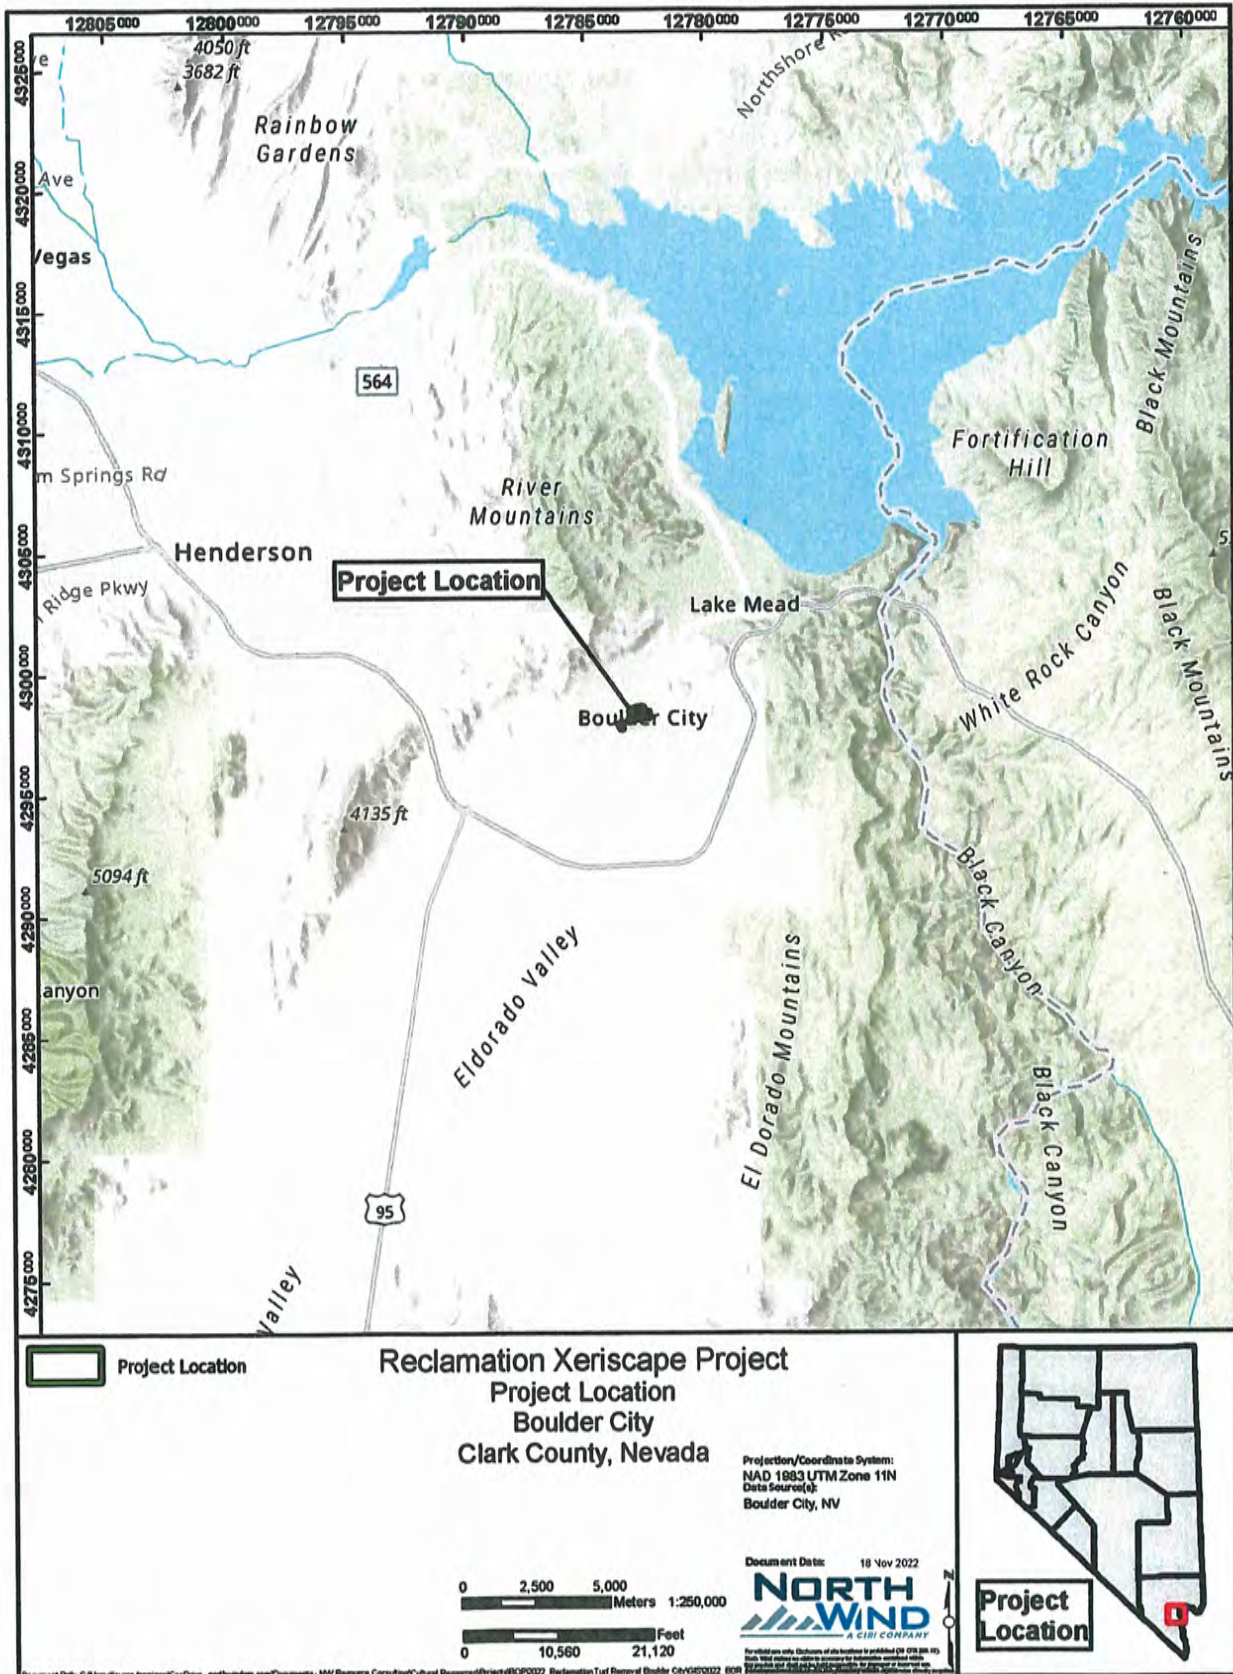 12805000 12800000 12795000 12790000 12785000 12780000 12775000 12770000 12765000 12760000
4325000
4320000
4315000
4310000
4305000
4300000
4295000
4290000
4285000
4280000
4275000
4050 ft
3682 ft
Northshore
Rainbow
Gardens
Ave
Vegas
Black Mountains
564
Fortification
Hill
m Springs Rd
River
Mountains
Henderson
Project Location
Ridge Pkwy
Lake Mead
White Rock Canyon
Black Mountains
Boulder City
4135 ft
5094 ft
Black Canyon
anyon
Eldorado Valley
El Dorado Mountains
Black Canyon
95
Valley
Project Location
Reclamation Xeriscape Project
Project Location
Boulder City
Clark County, Nevada
Projection/Coordinate System:
NAD 1983 UTM Zone 11N
Data Source(s):
Boulder City, NV
Document Date: 18 Nov 2022
0 2,500 5,000
Meters 1:250,000
Feet
0 10,560 21,120
NORTH
WIND
A CIRI COMPANY
N
Project
Location